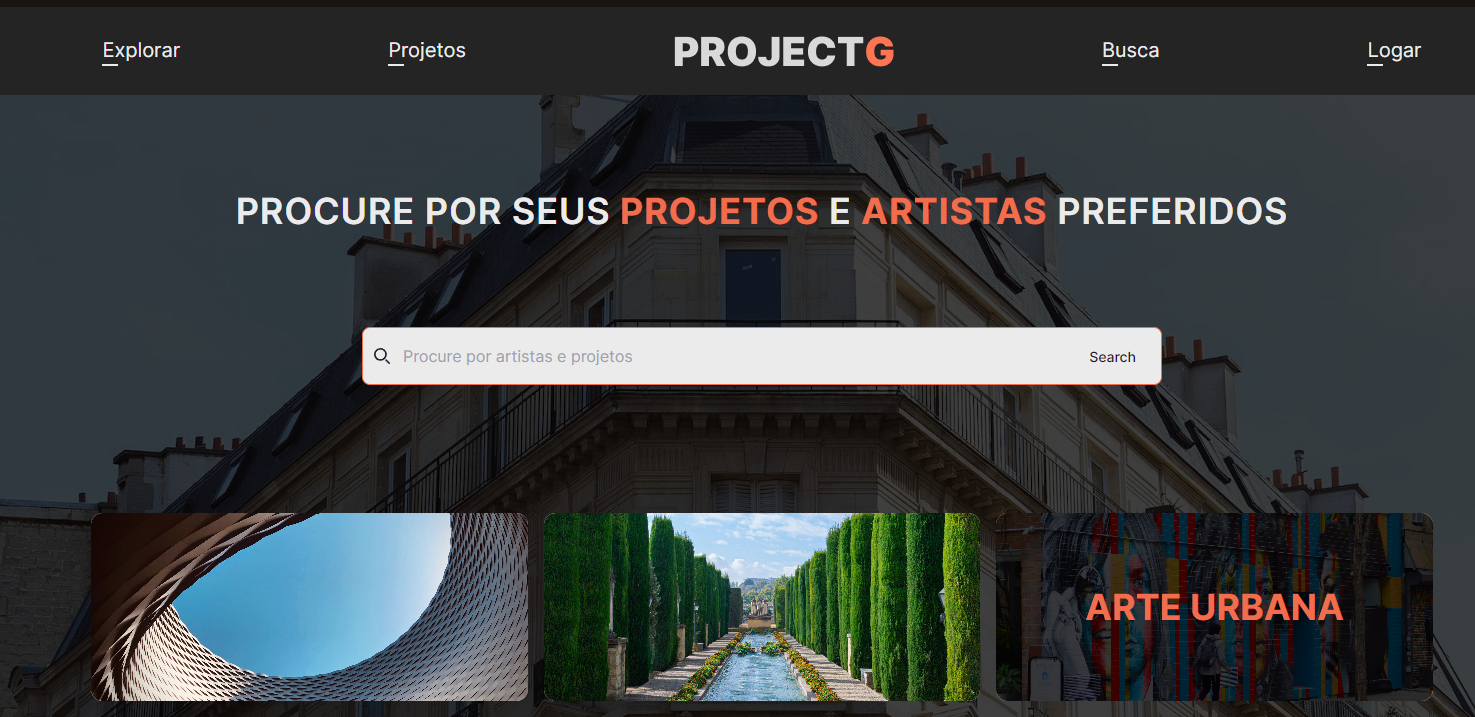 Explorar Projetos PROJECTG Busca Logar
PROCURE POR SEUS PROJETOS E ARTISTAS PREFERIDOS
Procure por artistas e projetos Search
ARTE URBANA